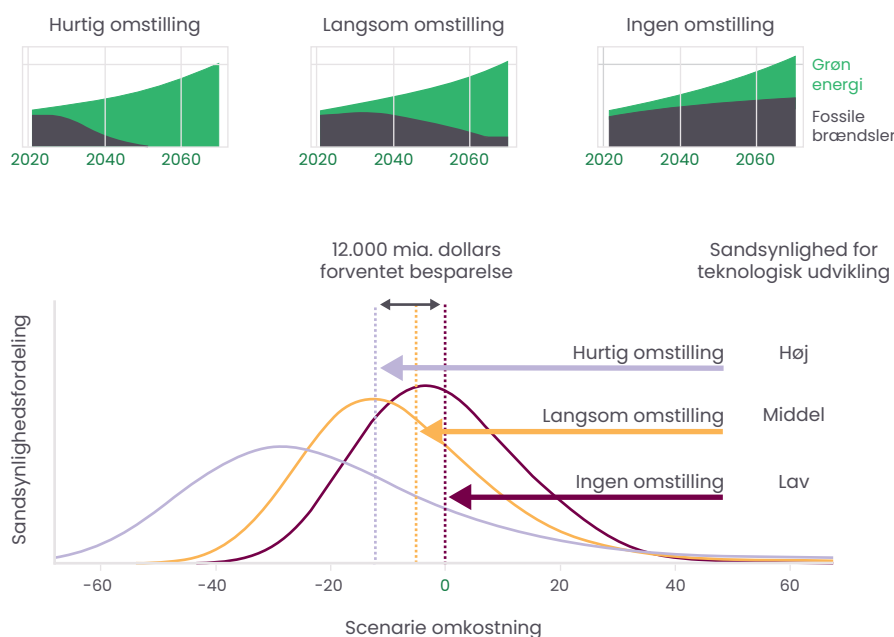 Hurtig omstilling
Langsom omstilling
Ingen omstilling
Grøn
energi
Fossile
brændsler
2020 2040 2060
2020 2040 2060
2020 2040 2060
12.000 mia. dollars
forventet besparelse
Sandsynlighed for
teknologisk udvikling
Sandsynlighedsfordeling
Hurtig omstilling Høj
Langsom omstilling Middel
Ingen omstilling Lav
-60 -40 -20 0 20 40 60
Scenarie omkostning